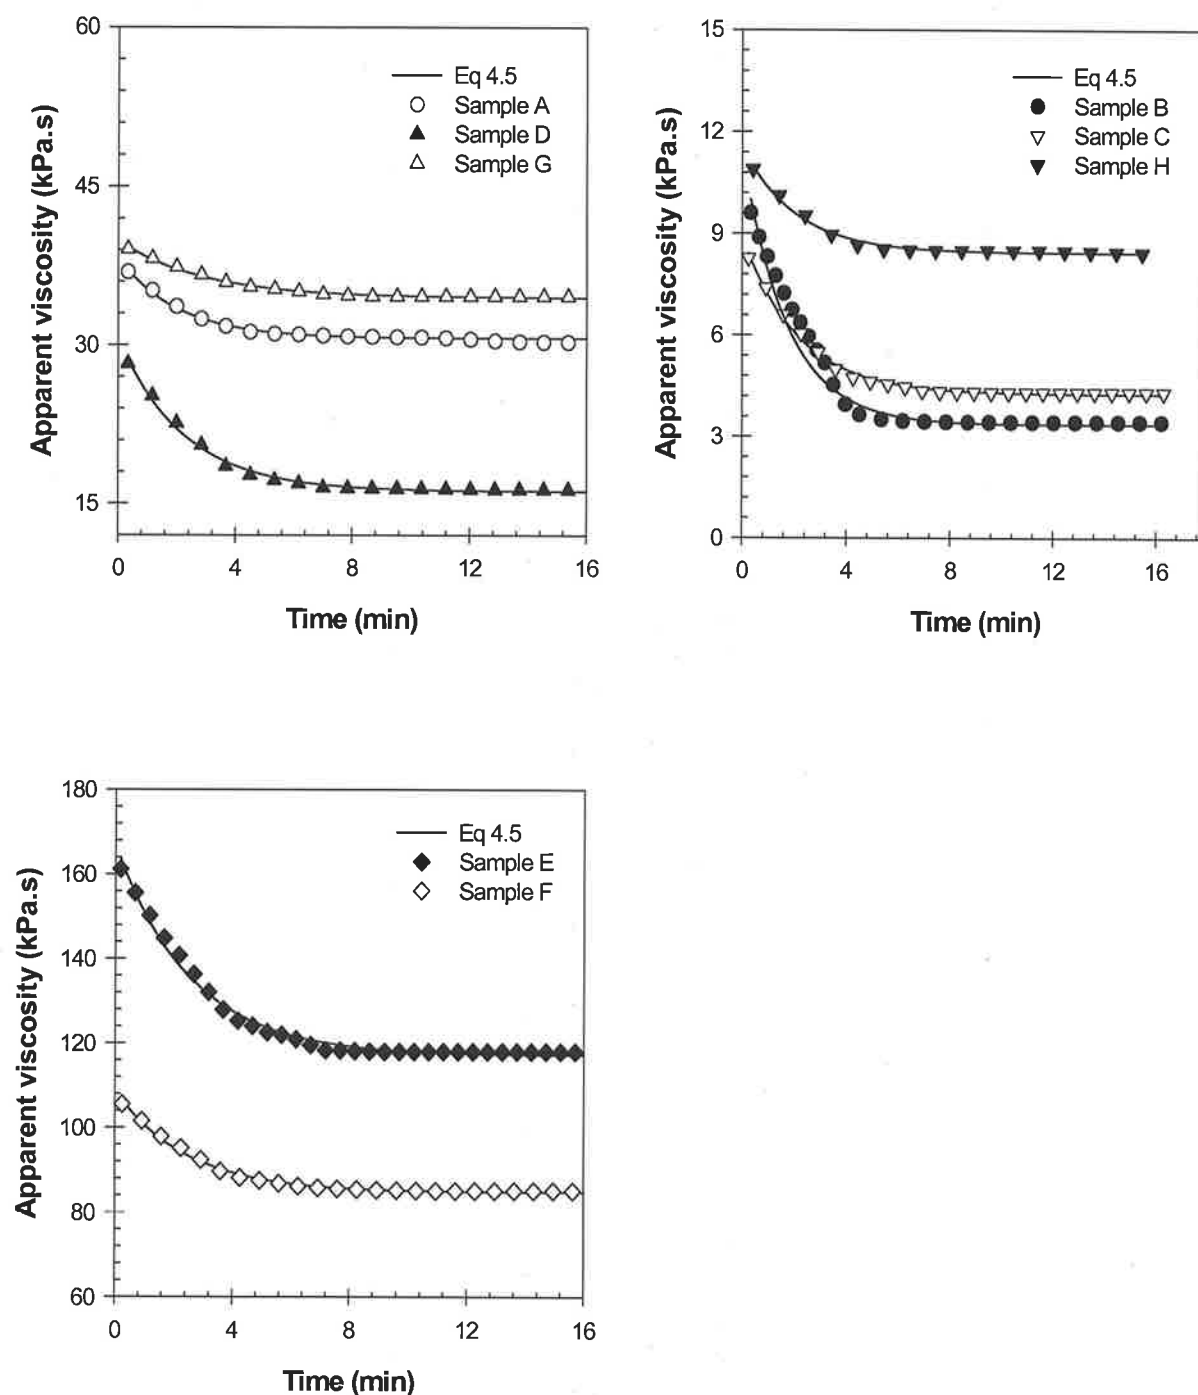 60
45
30
15
Apparent viscosity (kPa.s)
Eq 4.5
Sample A
Sample D
Sample G
0 4 8 12 16
Time (min)
15
12
9
6
3
0
Apparent viscosity (kPa.s)
Eq 4.5
Sample B
Sample C
Sample H
0 4 8 12 16
Time (min)
180
160
140
120
100
80
60
Apparent viscosity (kPa.s)
Eq 4.5
Sample E
Sample F
0 4 8 12 16
Time (min)